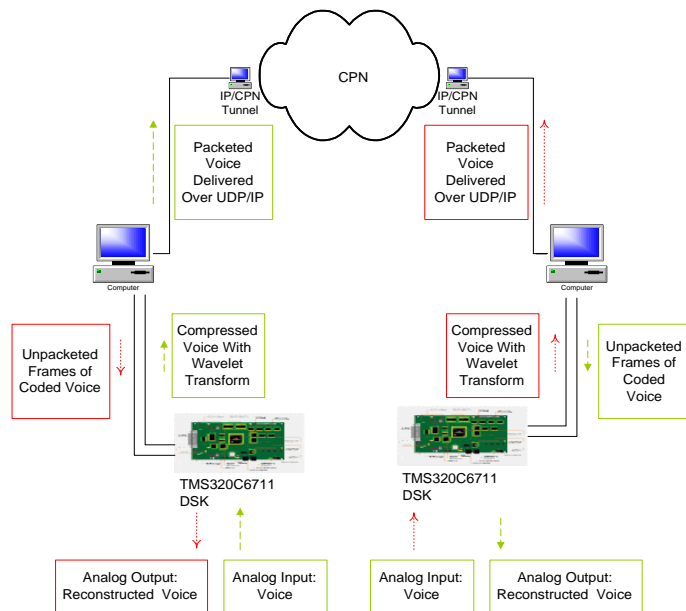 CPN
IP/CPN
Tunnel
IP/CPN
Tunnel
Packeted
Voice
Delivered
Over UDP/IP
Packeted
Voice
Delivered
Over UDP/IP
Computer
Computer
Unpacketed
Frames of
Coded Voice
Compressed
Voice With
Wavelet
Transform
Compressed
Voice With
Wavelet
Transform
Unpacketed
Frames of
Coded
Voice
TMS320C6711
DSK
TMS320C6711
DSK
Analog Output:
Reconstructed Voice
Analog Input:
Voice
Analog Input:
Voice
Analog Output:
Reconstructed Voice